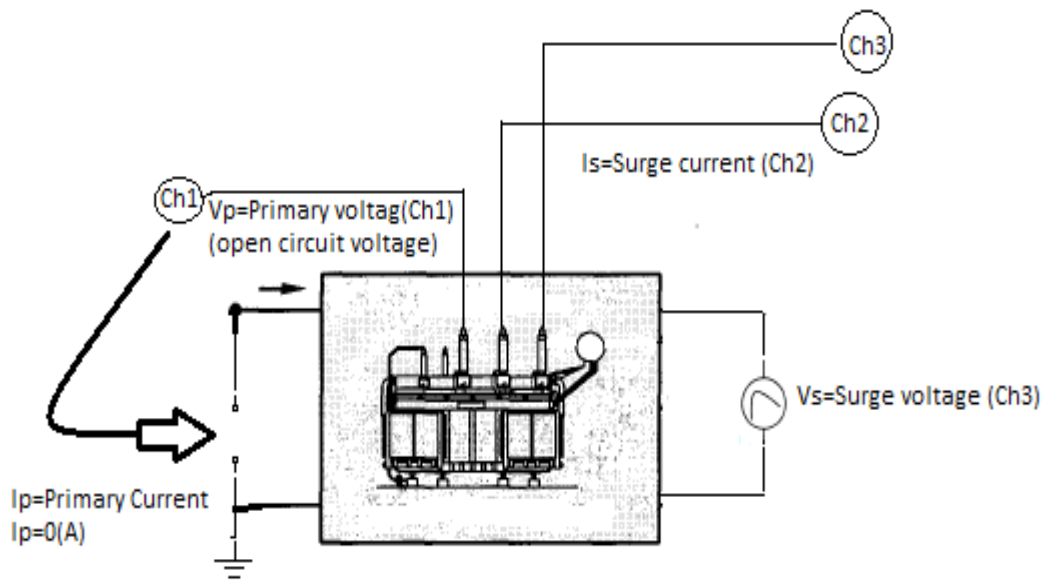 Ch3
Ch2
Is=Surge current (Ch2)
Ch1
Vp=Primary voltag(Ch1)
(open circuit voltage)
Vs=Surge voltage (Ch3)
Ip=Primary Current
Ip=0(A)